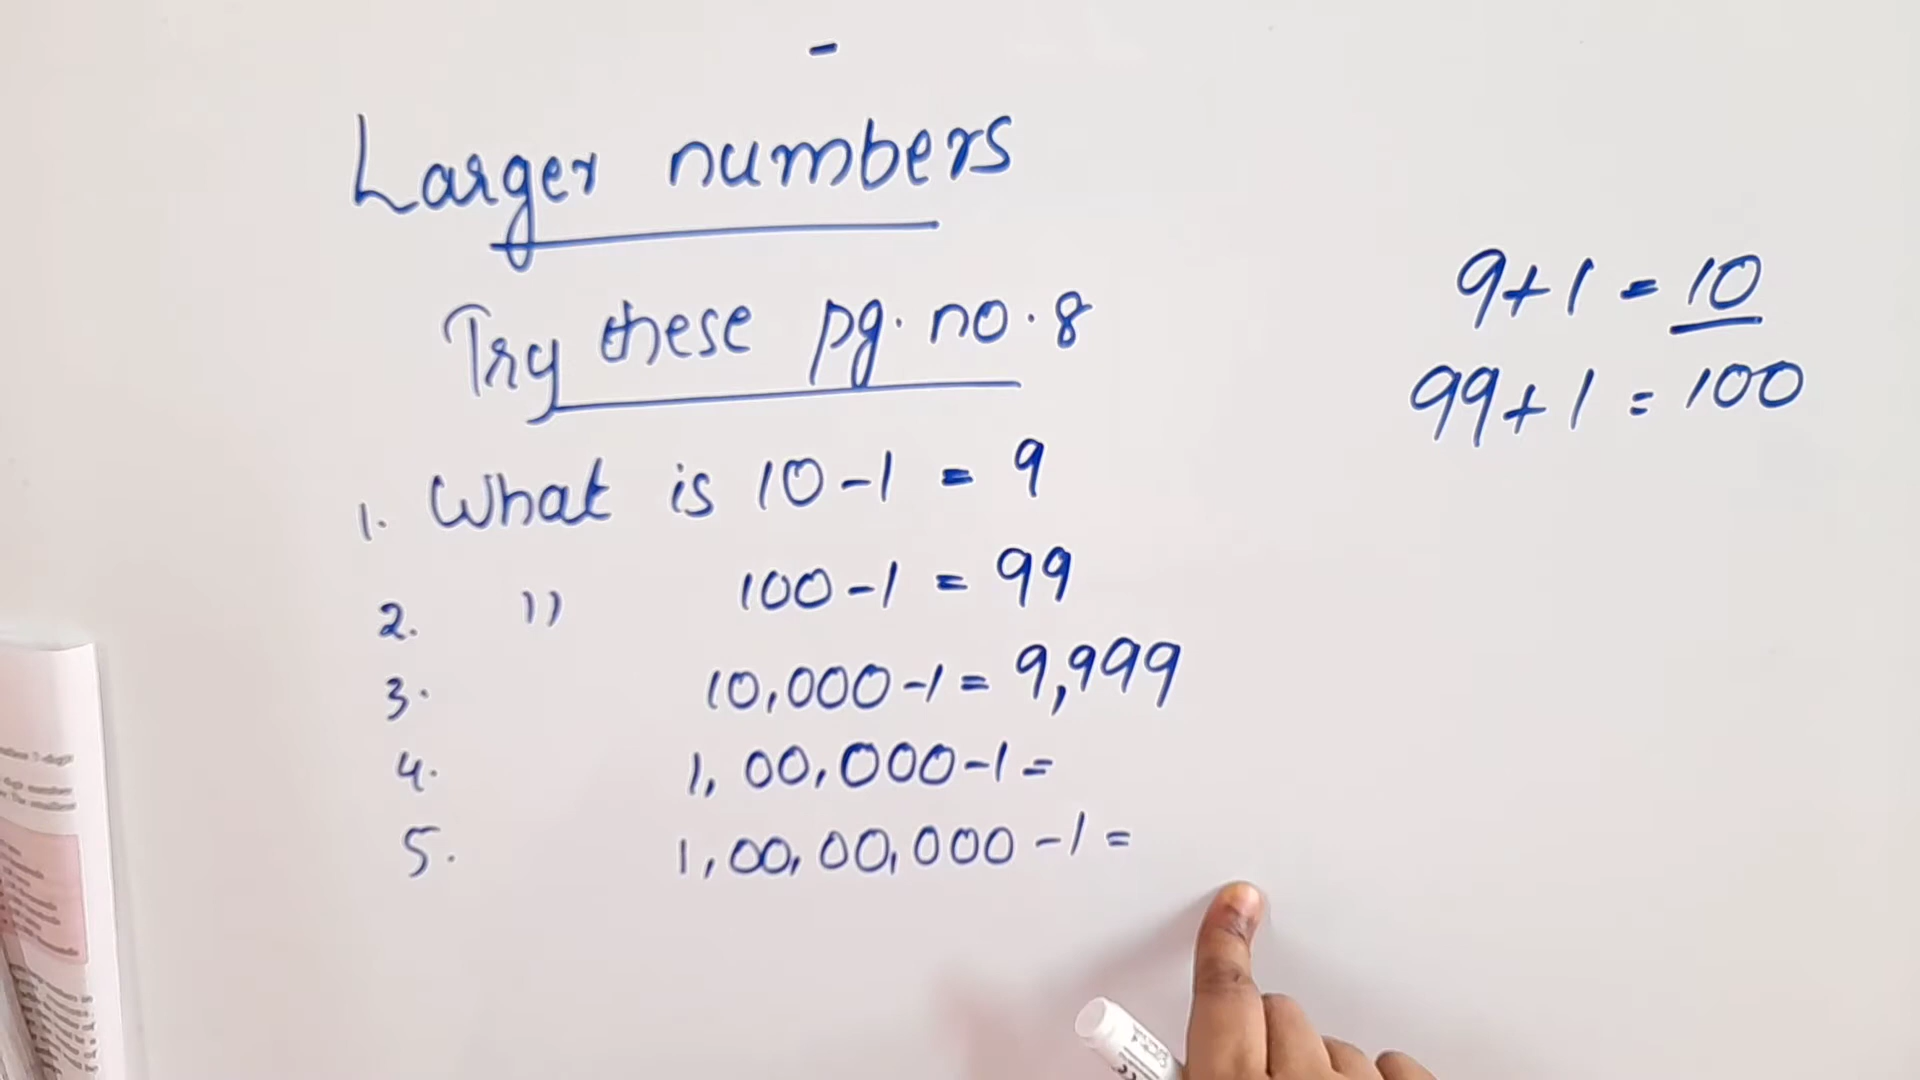 Larger numbers
Try these pg. no. 8
9+1 = 10
99+1 = 100
1. What is 10-1 = 9
2. " 100-1 = 99
3. 10,000-1 = 9,999
4. 1,00,000-1 =
5. 1,00,00,000-1 =